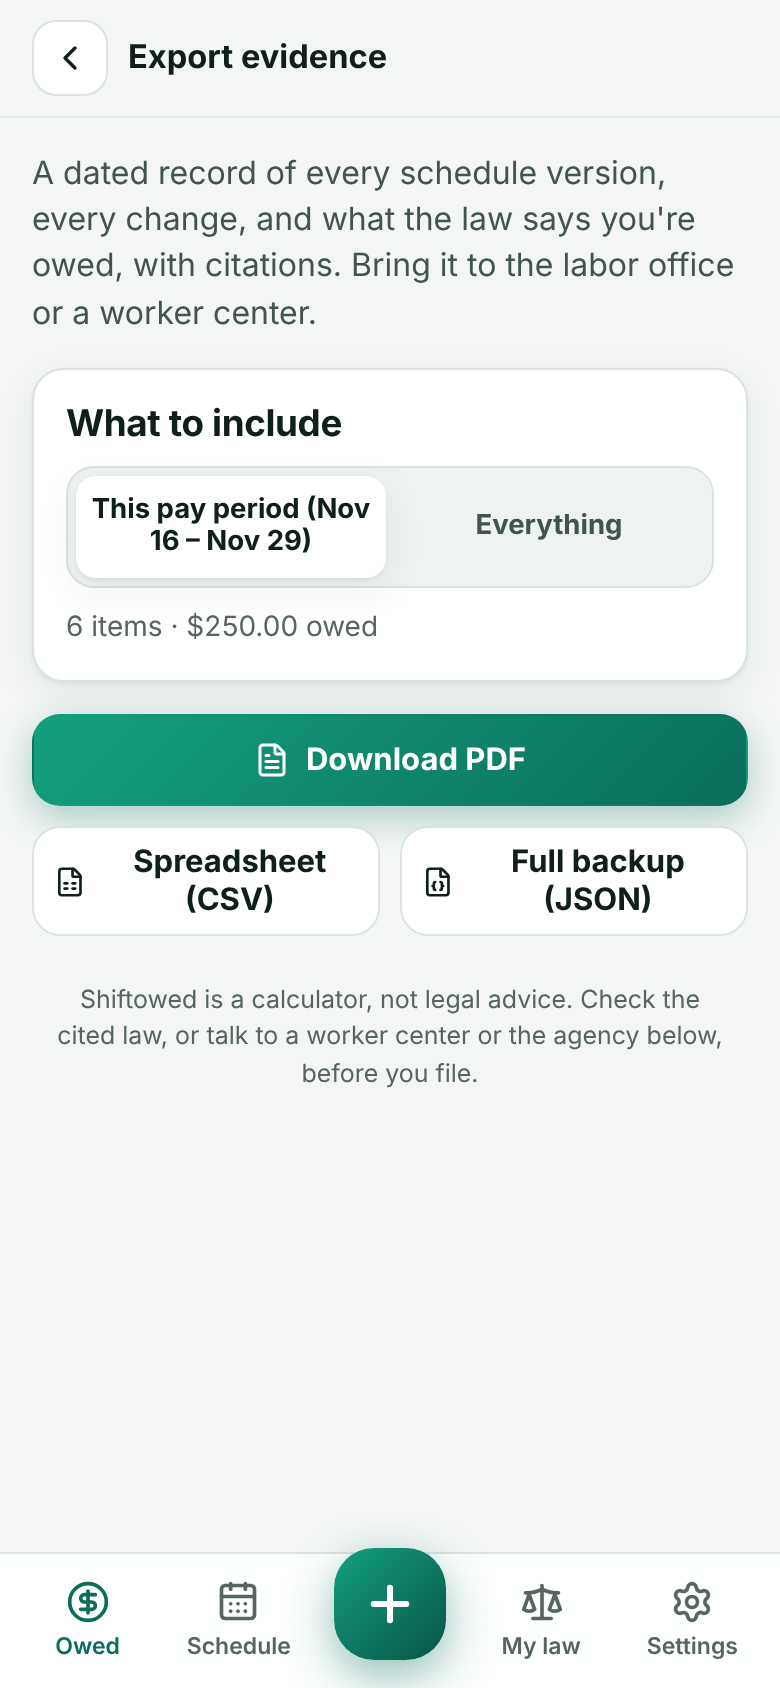 Export evidence
A dated record of every schedule version,
every change, and what the law says you're
owed, with citations. Bring it to the labor office
or a worker center.
What to include
This pay period (Nov
16 – Nov 29)
Everything
6 items · $250.00 owed
Download PDF
Spreadsheet
(CSV)
Full backup
(JSON)
Shiftowed is a calculator, not legal advice. Check the
cited law, or talk to a worker center or the agency below,
before you file.
Owed
Schedule
My law
Settings